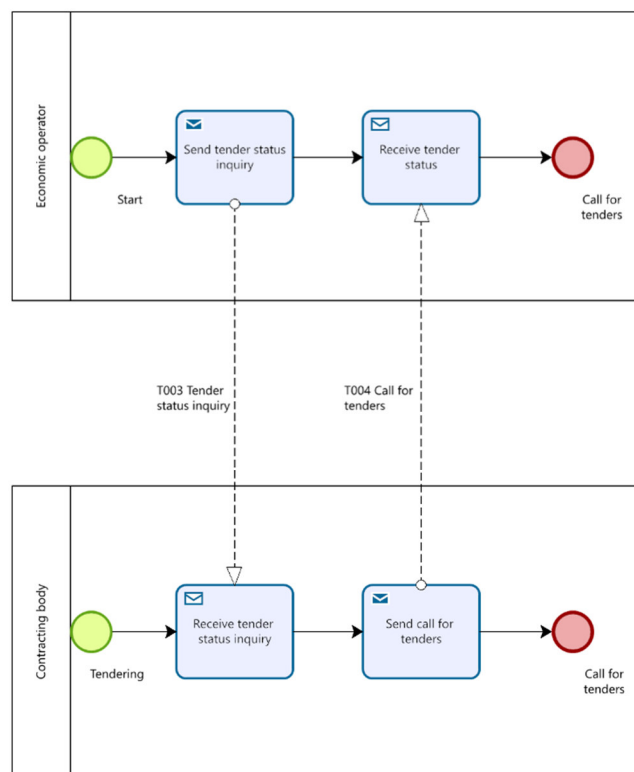 Economic operator
Send tender status
inquiry
Receive tender
status
Start
Call for
tenders
T003 Tender
status inquiry
T004 Call for
tenders
Contracting body
Receive tender
status inquiry
Send call for
tenders
Tendering
Call for
tenders